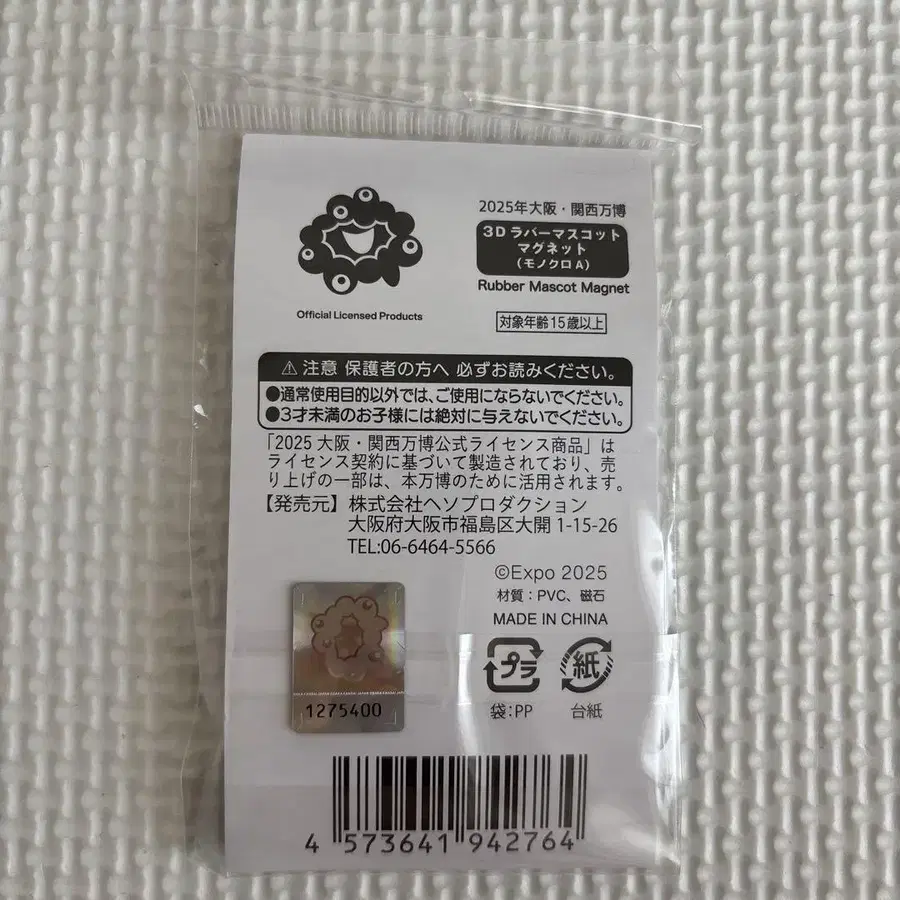 Official Licensed Products
2025年大阪・関西万博
3Dラバーマスコット
マグネット
(モノクロA)
Rubber Mascot Magnet
対象年齢15歳以上
⚠注意 保護者の方へ 必ずお読みください。
●通常使用目的以外では、ご使用にならないでください。
●3才未満のお子様には絶対に与えないでください。
「2025大阪・関西万博公式ライセンス商品」は
ライセンス契約に基づいて製造されており、売
り上げの一部は、本万博のために活用されます。
【発売元】株式会社ヘソプロダクション
大阪府大阪市福島区大開1-15-26
TEL:06-6464-5566
©Expo 2025
材質：PVC、磁石
MADE IN CHINA
プラ
紙
袋:PP
台紙
1275400
4 573641 942764